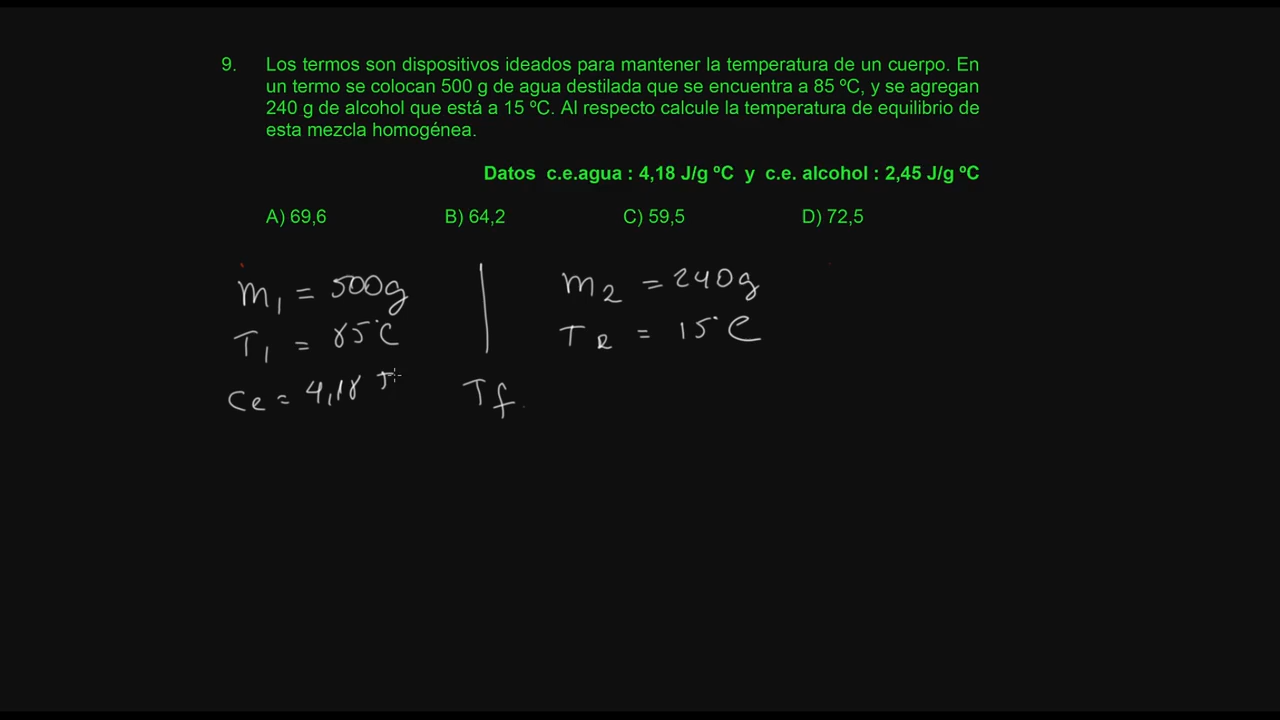 9. Los termos son dispositivos ideados para mantener la temperatura de un cuerpo. En
un termo se colocan 500 g de agua destilada que se encuentra a 85 ºC, y se agregan
240 g de alcohol que está a 15 ºC. Al respecto calcule la temperatura de equilibrio de
esta mezcla homogénea.
Datos c.e.agua : 4,18 J/g ºC y c.e. alcohol : 2,45 J/g ºC
A) 69,6 B) 64,2 C) 59,5 D) 72,5
m1 = 500g m2 = 240g
T1 = 85°C T2 = 15°C
Ce = 4,18 J Tf